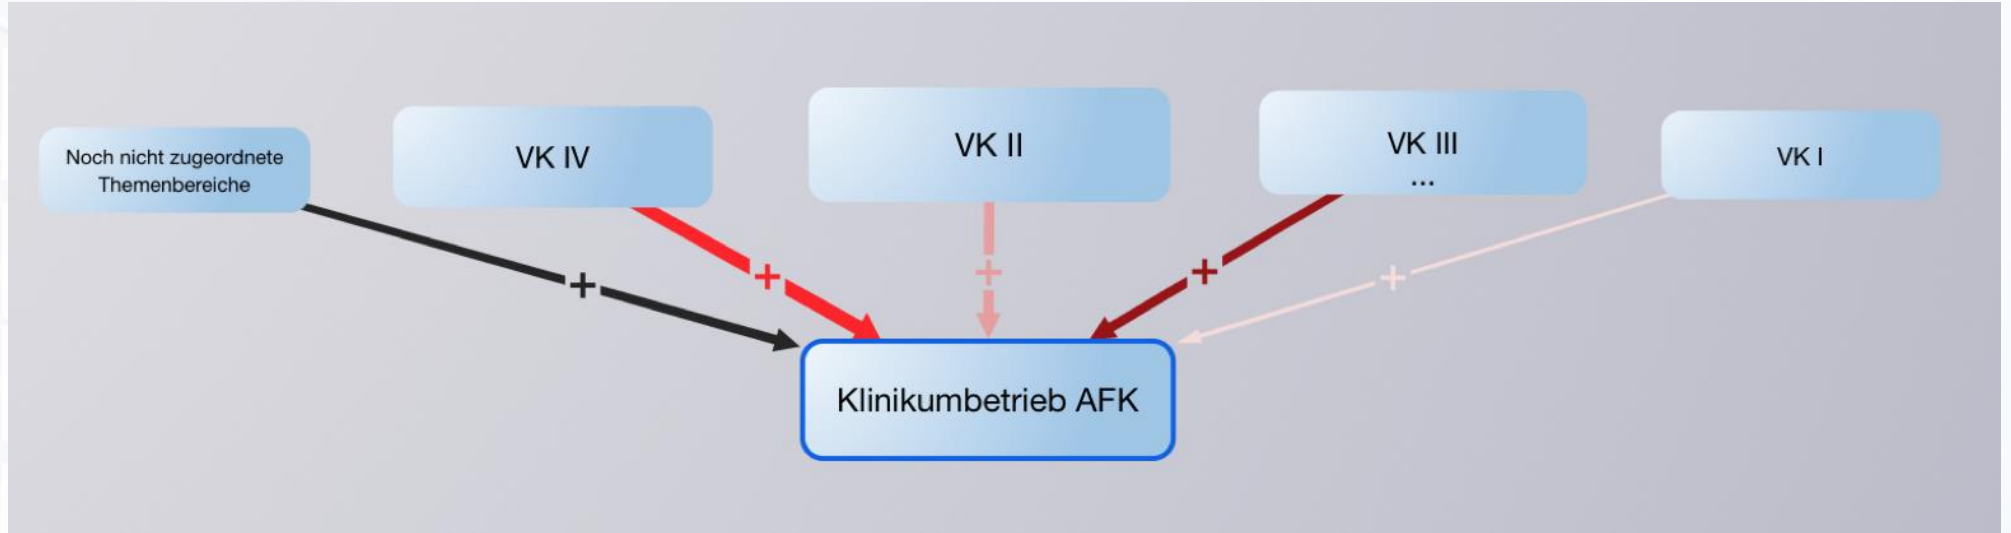 Noch nicht zugeordnete
Themenbereiche
VK IV
VK II
VK III
...
VK I
+
+
+
+
+
Klinikumbetrieb AFK